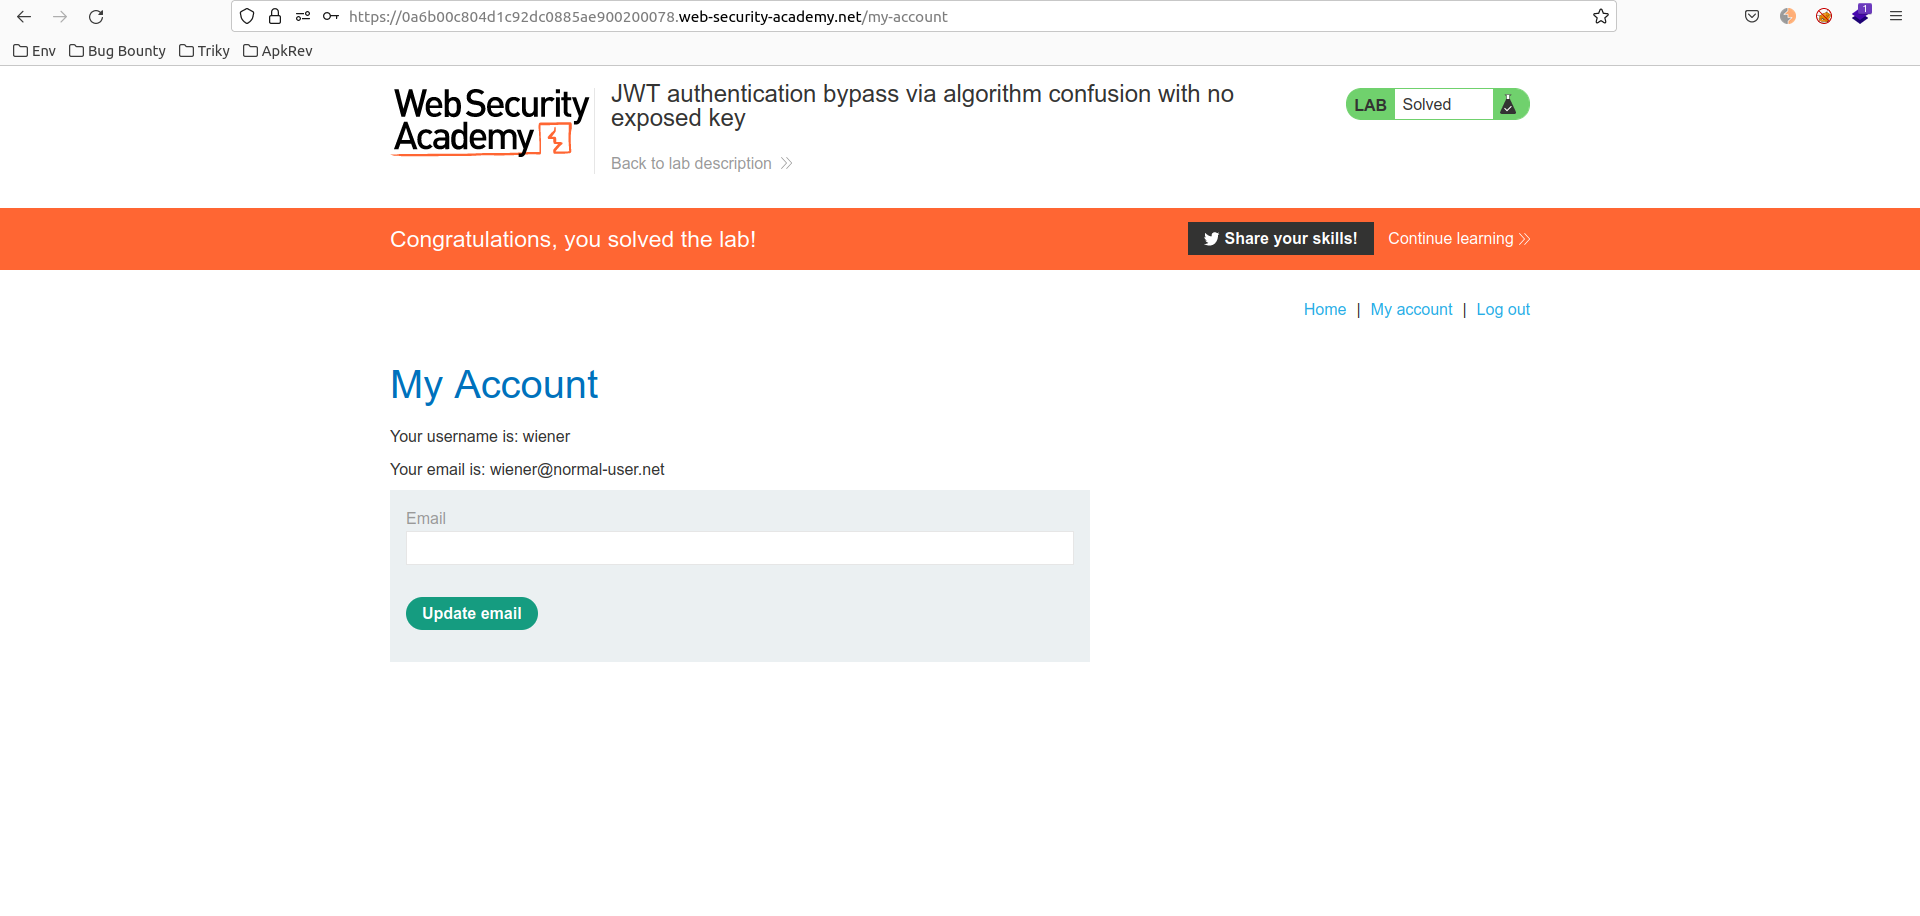 https://0a6b00c804d1c92dc0885ae900200078.web-security-academy.net/my-account
1
Env Bug Bounty Triky ApkRev
Web Security
Academy
JWT authentication bypass via algorithm confusion with no
exposed key
Back to lab description
LAB Solved
Congratulations, you solved the lab!
Share your skills! Continue learning
Home | My account | Log out
My Account
Your username is: wiener
Your email is: wiener@normal-user.net
Email
Update email